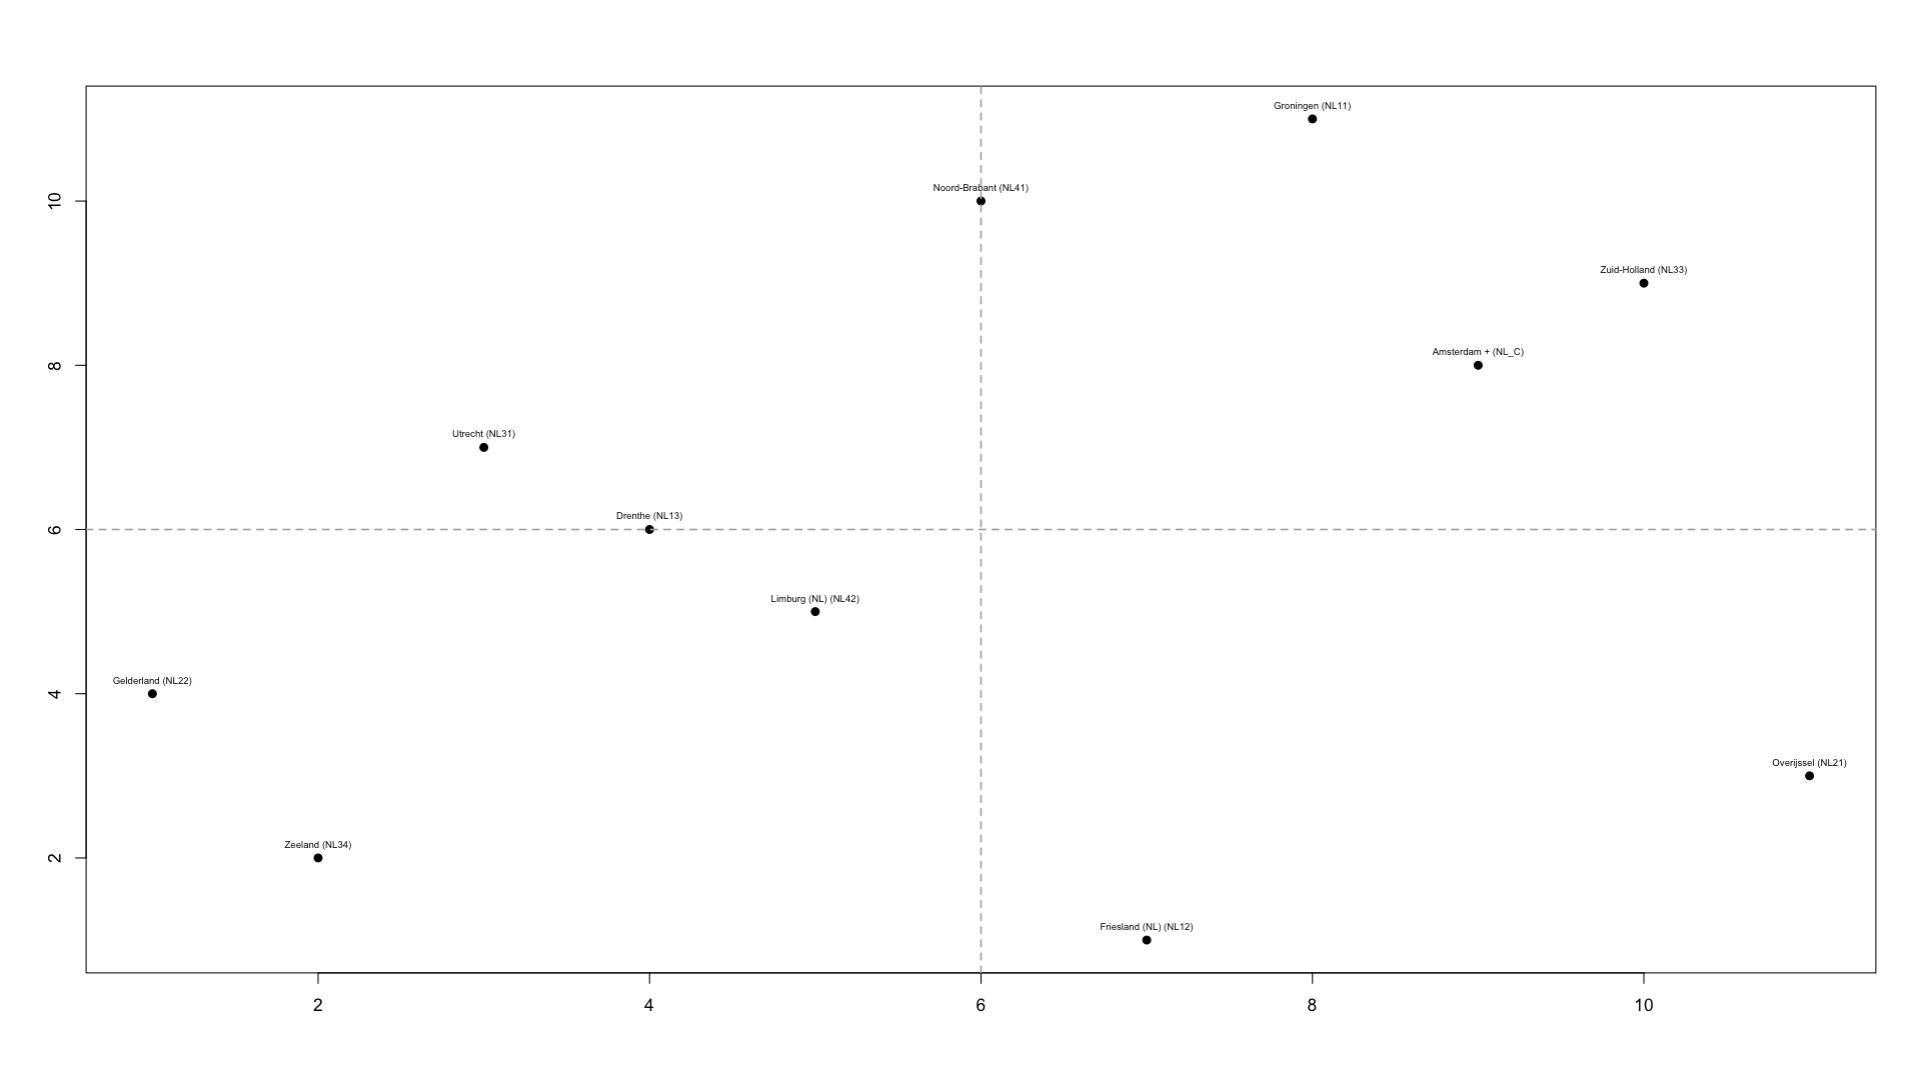 Groningen (NL11)
Noord-Brabant (NL41)
10
Zuid-Holland (NL33)
Amsterdam + (NL_C)
8
Utrecht (NL31)
Drenthe (NL13)
6
Limburg (NL) (NL42)
Gelderland (NL22)
4
Overijssel (NL21)
Zeeland (NL34)
2
Friesland (NL) (NL12)
2 4 6 8 10